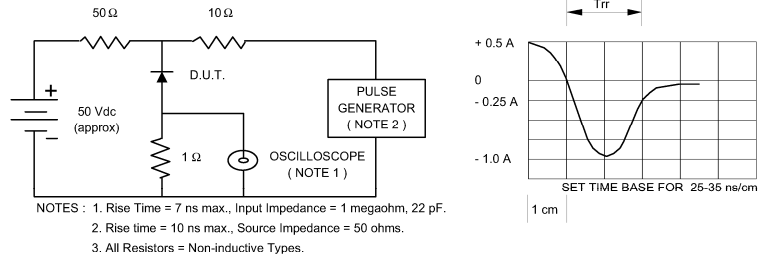 50 Ω
10 Ω
Trr
+ 0.5 A
D.U.T.
+
50 Vdc
(approx)
−
PULSE
GENERATOR
( NOTE 2 )
0
- 0.25 A
1 Ω
OSCILLOSCOPE
( NOTE 1 )
- 1.0 A
SET TIME BASE FOR 25-35 ns/cm
1 cm
NOTES : 1. Rise Time = 7 ns max., Input Impedance = 1 megaohm, 22 pF.
2. Rise time = 10 ns max., Source Impedance = 50 ohms.
3. All Resistors = Non-inductive Types.